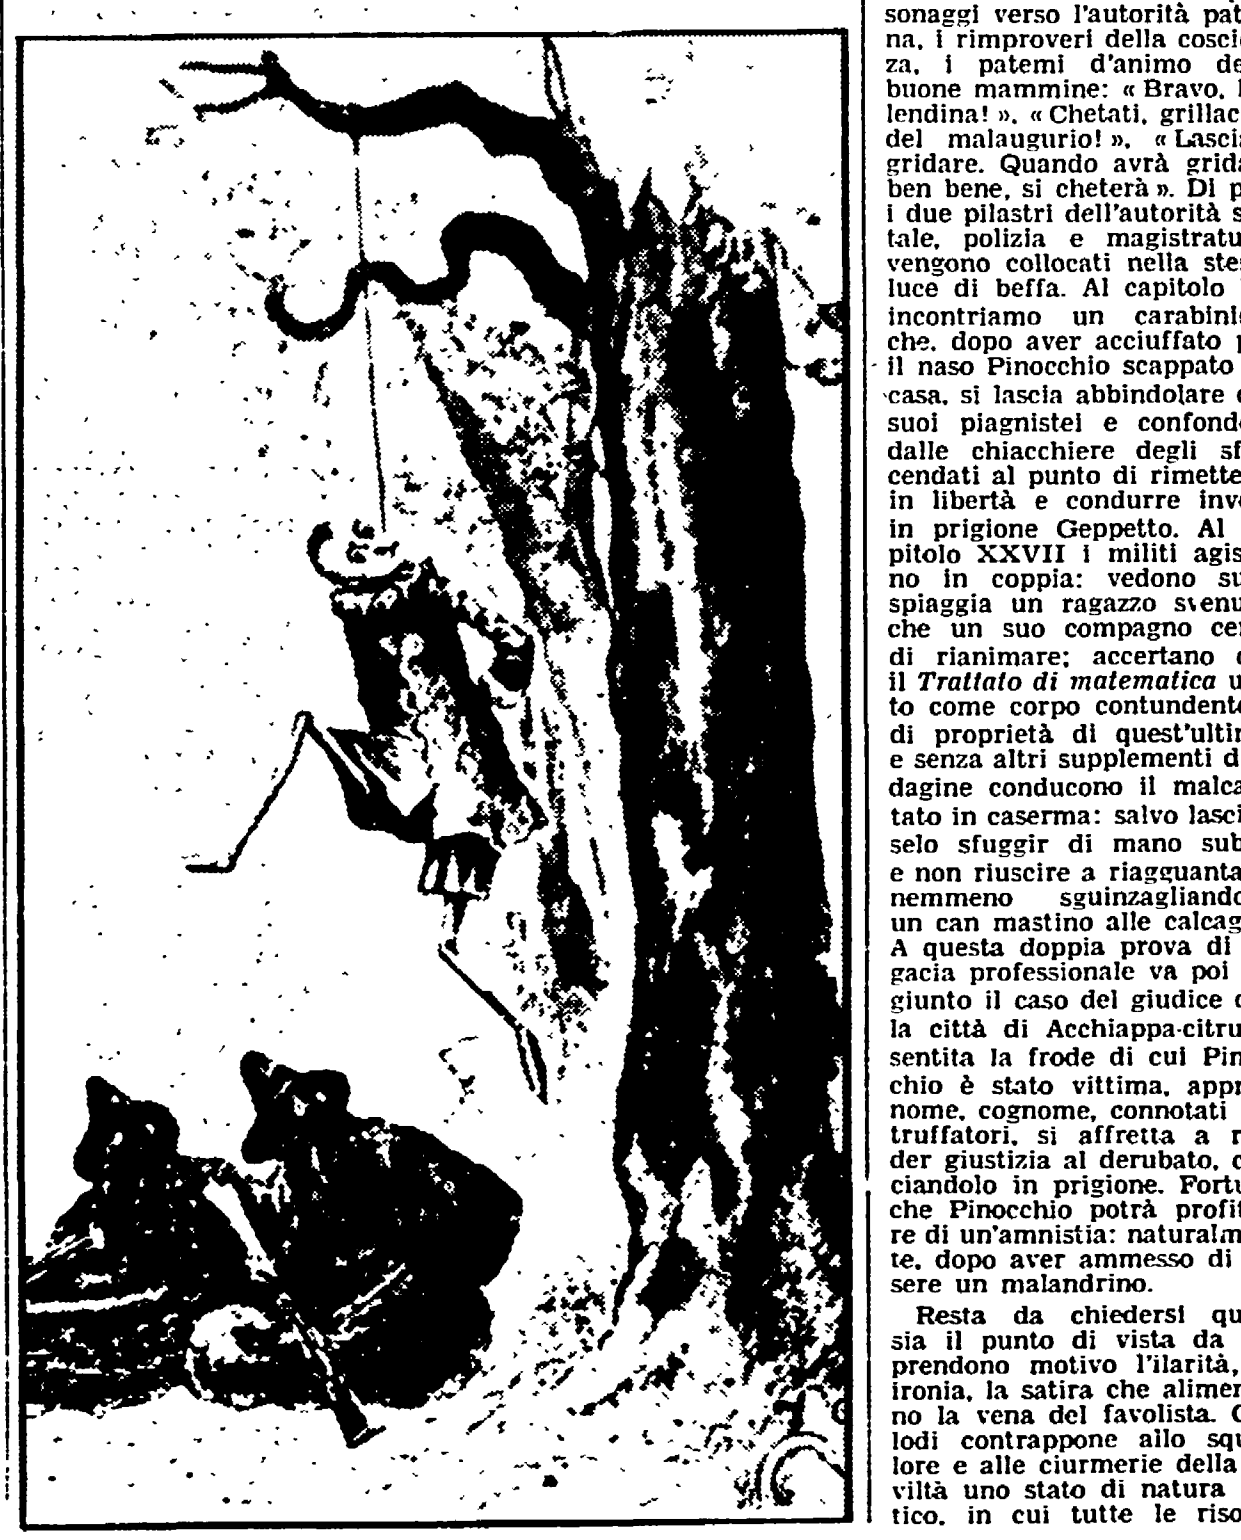 sonaggi verso l'autorità pat
na, i rimproveri della coscie
za, i patemi d'animo de
buone mammine: « Bravo,
lendina! », « Chetati, grillac
del malaugurio! », « Lascia
gridare. Quando avrà grida
ben bene, si cheterà ». Di p
i due pilastri dell'autorità s
tale, polizia e magistratu
vengono collocati nella ste
luce di beffa. Al capitolo
incontriamo un carabinie
che, dopo aver acciuffato p
il naso Pinocchio scappato
casa, si lascia abbindolare d
suoi piagnistei e confond
dalle chiacchiere degli sf
cendati al punto di rimette
in libertà e condurre inve
in prigione Geppetto. Al
pitolo XXVII i militi agis
no in coppia: vedono su
spiaggia un ragazzo svenu
che un suo compagno cer
di rianimare; accertano c
il Trattato di matematica u
to come corpo contundente
di proprietà di quest'ultim
e senza altri supplementi d
dagine conducono il malca
tato in caserma: salvo lasci
selo sfuggir di mano sub
e non riuscire a riagguanta
nemmeno sguinzagliando
un can mastino alle calcag
A questa doppia prova di
gacia professionale va poi
giunto il caso del giudice d
la città di Acchiappa-citru
sentita la frode di cui Pin
chio è stato vittima, appr
nome, cognome, connotati
truffatori, si affretta a r
der giustizia al derubato, c
ciandolo in prigione. Fortu
che Pinocchio potrà profit
re di un'amnistia: naturalm
te, dopo aver ammesso di
sere un malandrino.
Resta da chiedersi qu
sia il punto di vista da
prendono motivo l'ilarità,
ironia, la satira che alimen
no la vena del favolista. C
lodi contrappone allo squ
lore e alle ciurmerie della
viltà uno stato di natura
tico, in cui tutte le riso